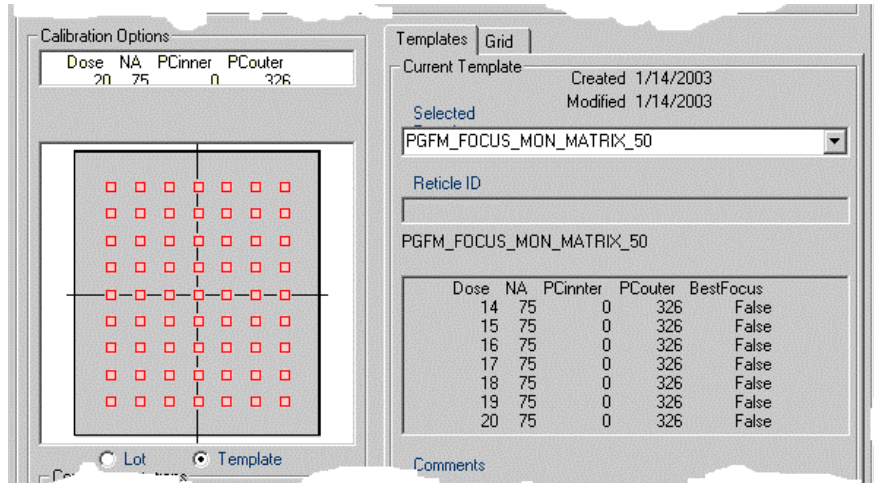 Calibration Options
Dose NA PCinner PCouter
20 75 0 326
Lot Template
Templates Grid
Current Template
Created 1/14/2003
Modified 1/14/2003
Selected
PGFM_FOCUS_MON_MATRIX_50
Reticle ID
PGFM_FOCUS_MON_MATRIX_50
Dose NA PCinnter PCouter BestFocus
14 75 0 326 False
15 75 0 326 False
16 75 0 326 False
17 75 0 326 False
18 75 0 326 False
19 75 0 326 False
20 75 0 326 False
Comments